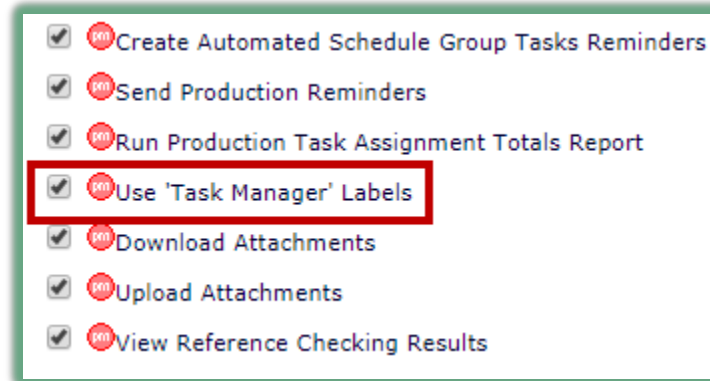 pm Create Automated Schedule Group Tasks Reminders
pm Send Production Reminders
pm Run Production Task Assignment Totals Report
pm Use 'Task Manager' Labels
pm Download Attachments
pm Upload Attachments
pm View Reference Checking Results